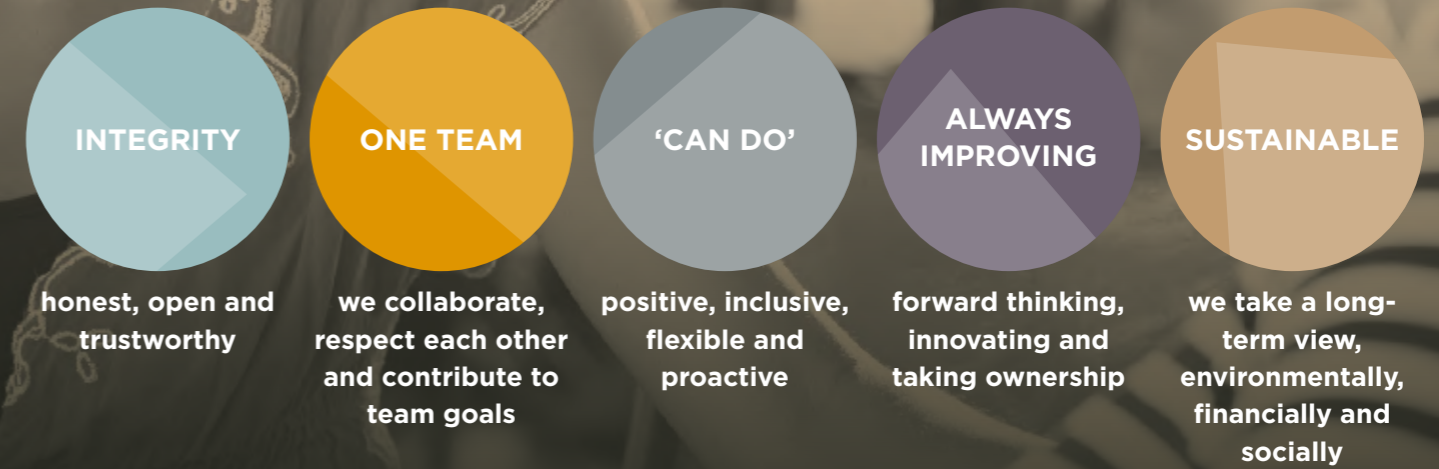 INTEGRITY
honest, open and
trustworthy
ONE TEAM
we collaborate,
respect each other
and contribute to
team goals
‘CAN DO’
positive, inclusive,
flexible and
proactive
ALWAYS
IMPROVING
forward thinking,
innovating and
taking ownership
SUSTAINABLE
we take a long-
term view,
environmentally,
financially and
socially